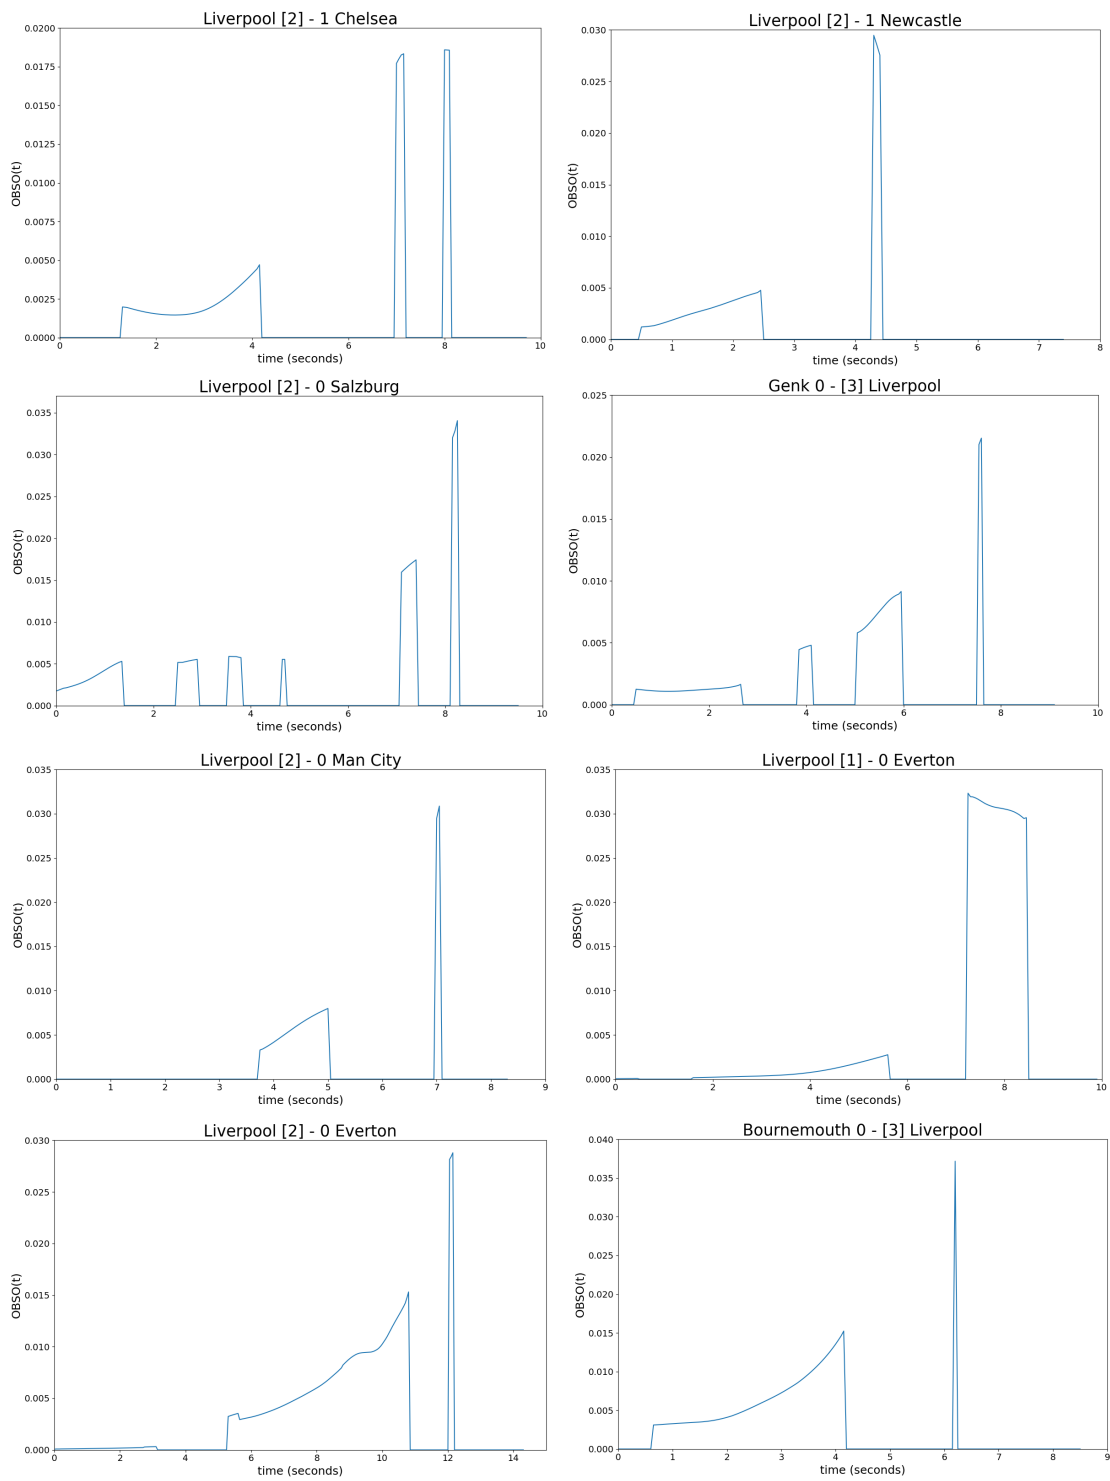 Liverpool [2] - 1 Chelsea
0.0200
0.0175
0.0150
0.0125
0.0100
0.0075
0.0050
0.0025
0.0000
OBSO(t)
0 2 4 6 8 10
time (seconds)
Liverpool [2] - 1 Newcastle
0.030
0.025
0.020
0.015
0.010
0.005
0.000
OBSO(t)
0 1 2 3 4 5 6 7 8
time (seconds)
Liverpool [2] - 0 Salzburg
0.035
0.030
0.025
0.020
0.015
0.010
0.005
0.000
OBSO(t)
0 2 4 6 8 10
time (seconds)
Genk 0 - [3] Liverpool
0.025
0.020
0.015
0.010
0.005
0.000
OBSO(t)
0 2 4 6 8 10
time (seconds)
Liverpool [2] - 0 Man City
0.035
0.030
0.025
0.020
0.015
0.010
0.005
0.000
OBSO(t)
0 1 2 3 4 5 6 7 8 9
time (seconds)
Liverpool [1] - 0 Everton
0.035
0.030
0.025
0.020
0.015
0.010
0.005
0.000
OBSO(t)
0 2 4 6 8 10
time (seconds)
Liverpool [2] - 0 Everton
0.030
0.025
0.020
0.015
0.010
0.005
0.000
OBSO(t)
0 2 4 6 8 10 12 14
time (seconds)
Bournemouth 0 - [3] Liverpool
0.040
0.035
0.030
0.025
0.020
0.015
0.010
0.005
0.000
OBSO(t)
0 1 2 3 4 5 6 7 8 9
time (seconds)